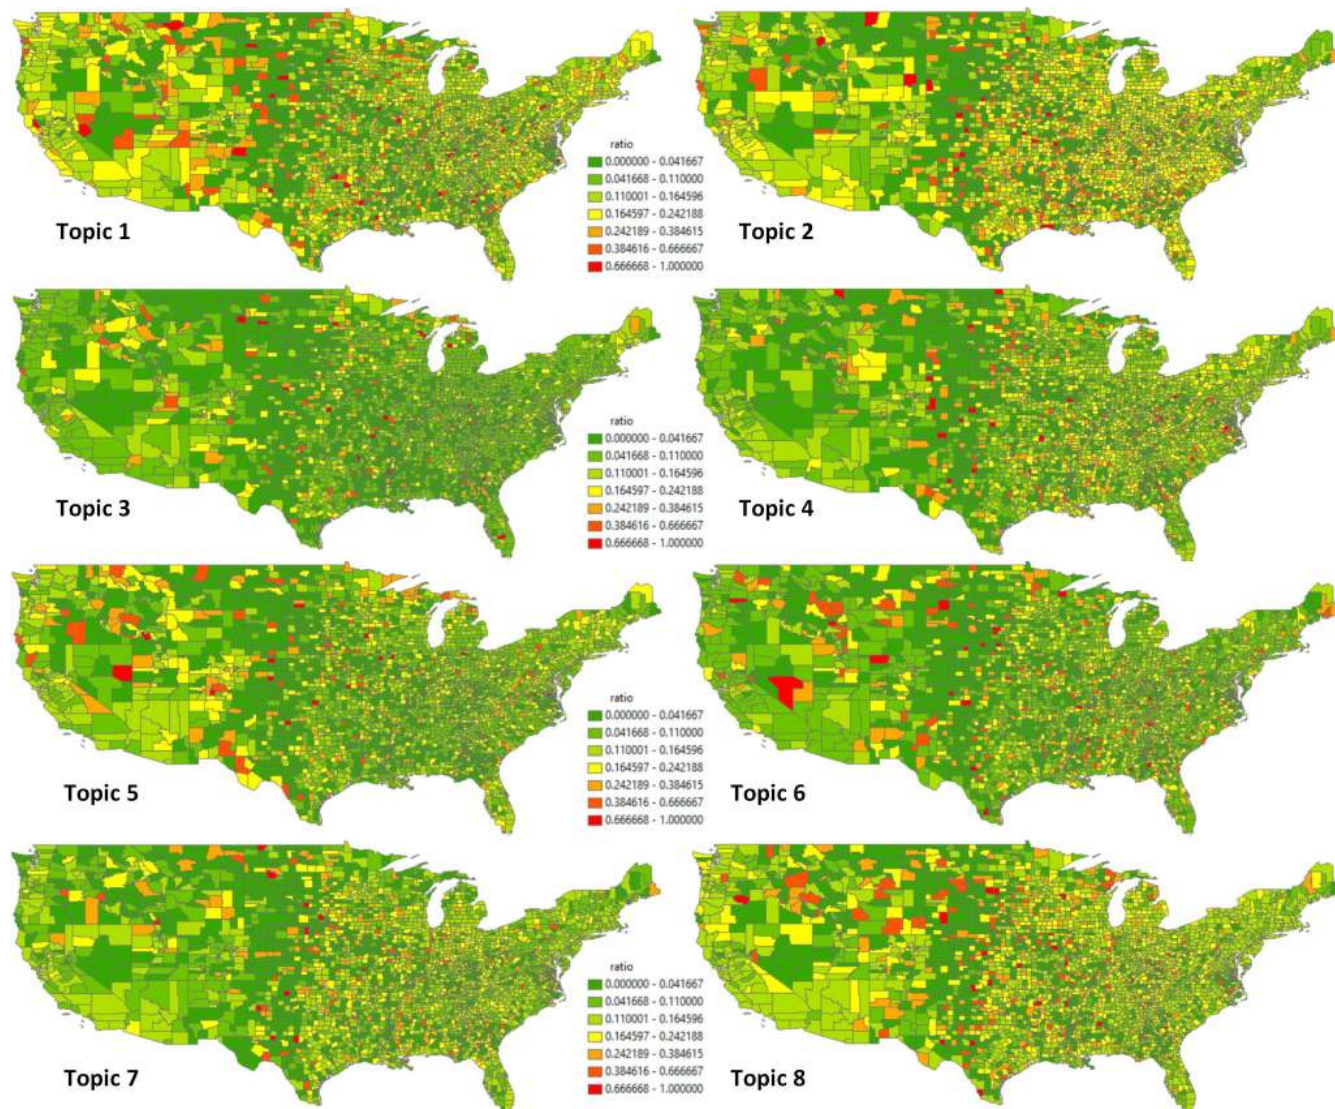 ratio
0.000000 - 0.041667
0.041668 - 0.110000
0.110001 - 0.164596
0.164597 - 0.242188
0.242189 - 0.384615
0.384616 - 0.666667
0.666668 - 1.000000
Topic 1
Topic 2
ratio
0.000000 - 0.041667
0.041668 - 0.110000
0.110001 - 0.164596
0.164597 - 0.242188
0.242189 - 0.384615
0.384616 - 0.666667
0.666668 - 1.000000
Topic 3
Topic 4
ratio
0.000000 - 0.041667
0.041668 - 0.110000
0.110001 - 0.164596
0.164597 - 0.242188
0.242189 - 0.384615
0.384616 - 0.666667
0.666668 - 1.000000
Topic 5
Topic 6
ratio
0.000000 - 0.041667
0.041668 - 0.110000
0.110001 - 0.164596
0.164597 - 0.242188
0.242189 - 0.384615
0.384616 - 0.666667
0.666668 - 1.000000
Topic 7
Topic 8